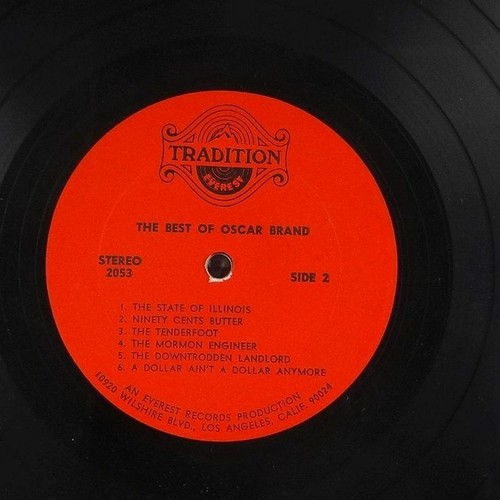 TRADITION
EVEREST
THE BEST OF OSCAR BRAND
STEREO
2053
SIDE 2
1. THE STATE OF ILLINOIS
2. NINETY CENTS BUTTER
3. THE TENDERFOOT
4. THE MORMON ENGINEER
5. THE DOWNTRODDEN LANDLORD
6. A DOLLAR AIN'T A DOLLAR ANYMORE
AN EVEREST RECORDS PRODUCTION
10920 WILSHIRE BLVD., LOS ANGELES, CALIF. 90024